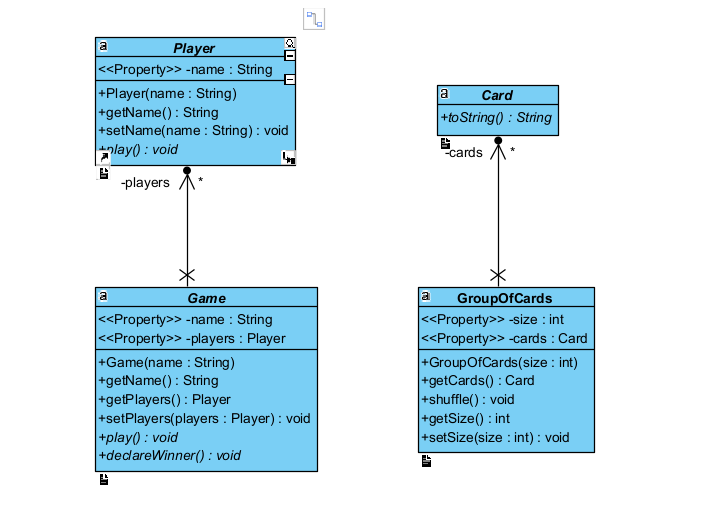 Player
<<Property>> -name : String
+Player(name : String)
+getName() : String
+setName(name : String) : void
+play() : void
-players
*
Game
<<Property>> -name : String
<<Property>> -players : Player
+Game(name : String)
+getName() : String
+getPlayers() : Player
+setPlayers(players : Player) : void
+play() : void
+declareWinner() : void
Card
+toString() : String
-cards
*
GroupOfCards
<<Property>> -size : int
<<Property>> -cards : Card
+GroupOfCards(size : int)
+getCards() : Card
+shuffle() : void
+getSize() : int
+setSize(size : int) : void